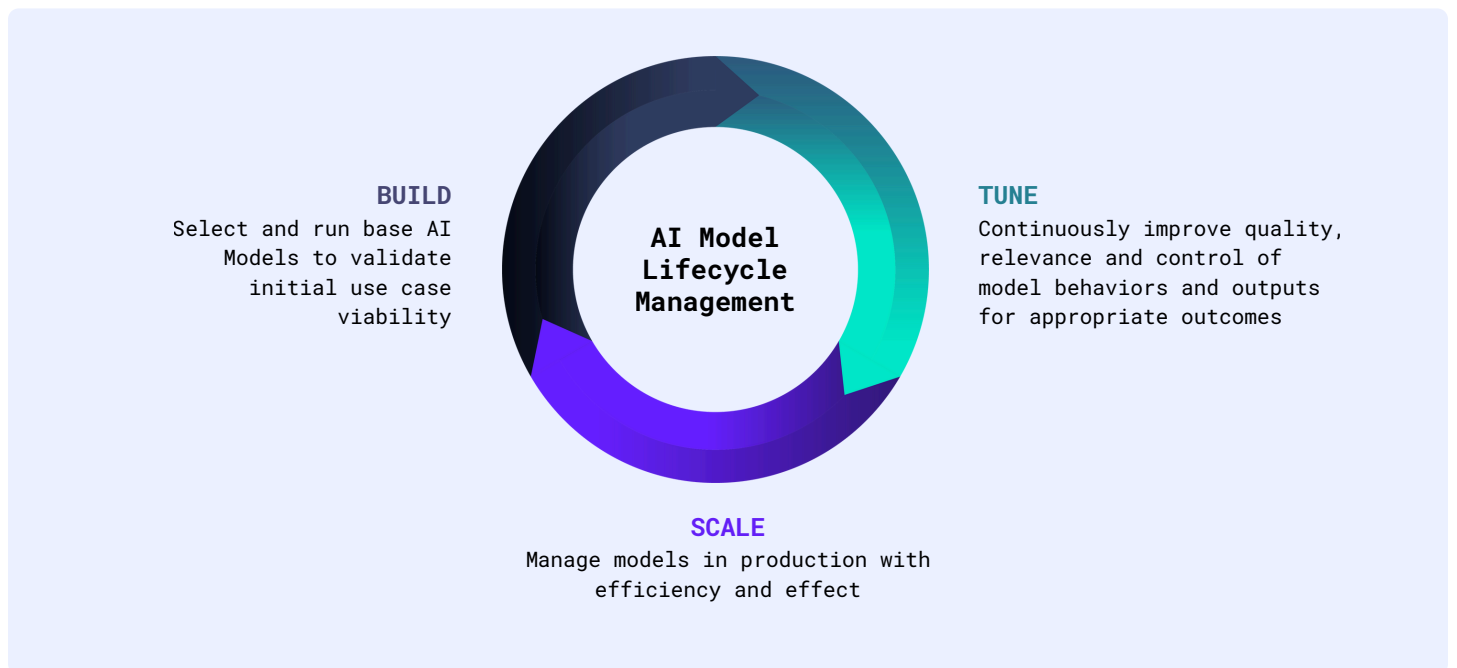 BUILD
Select and run base AI
Models to validate
initial use case
viability
AI Model
Lifecycle
Management
TUNE
Continuously improve quality,
relevance and control of
model behaviors and outputs
for appropriate outcomes
SCALE
Manage models in production with
efficiency and effect